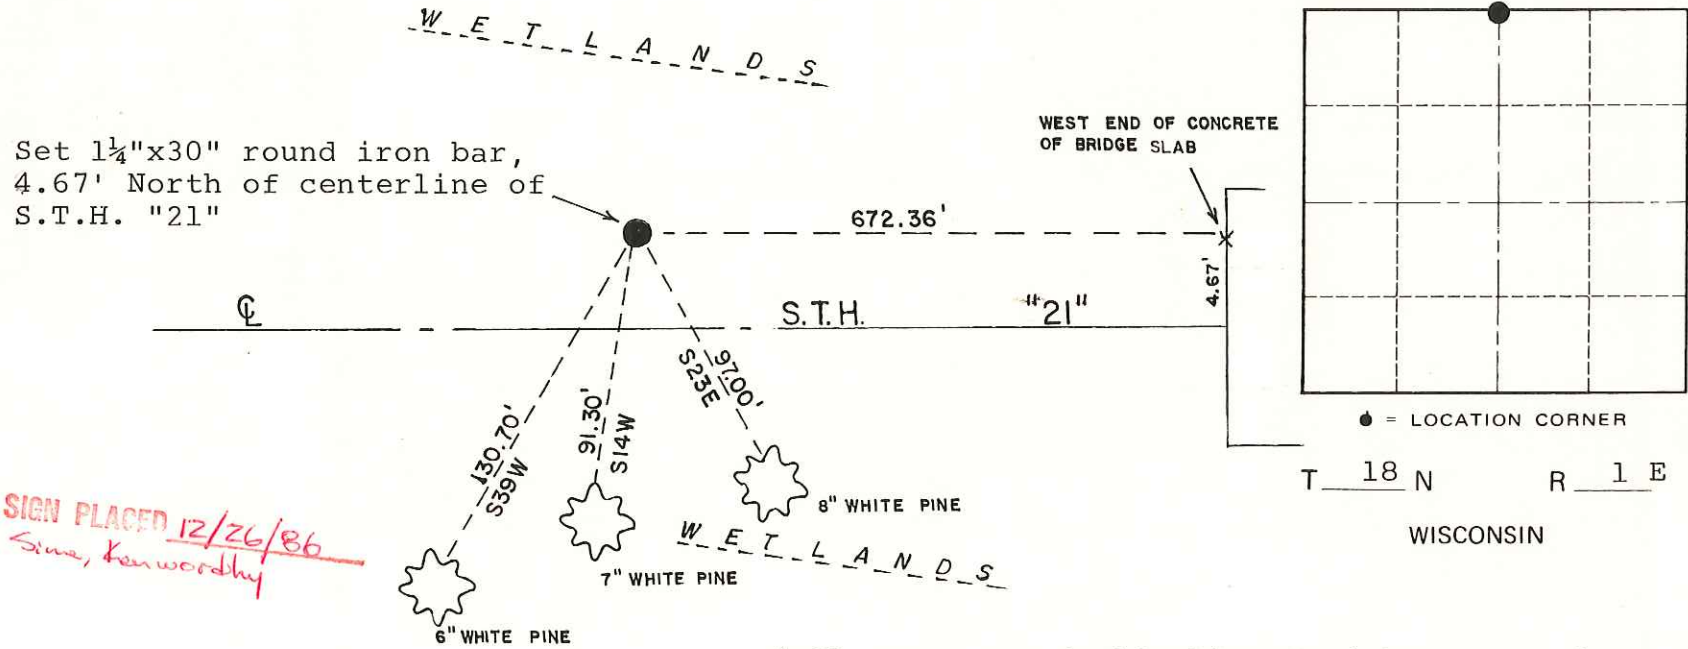 WETLANDS
Set 1¼"x30" round iron bar,
4.67' North of centerline of
S.T.H. "21"
WEST END OF CONCRETE
OF BRIDGE SLAB
672.36'
4.67'
℄
S.T.H. "21"
130.70'
S39W
91.30'
S14W
97.00'
S23E
6" WHITE PINE
7" WHITE PINE
8" WHITE PINE
WETLANDS
SIGN PLACED 12/26/86
Sime, Kenworthy
= LOCATION CORNER
T 18 N R 1 E
WISCONSIN